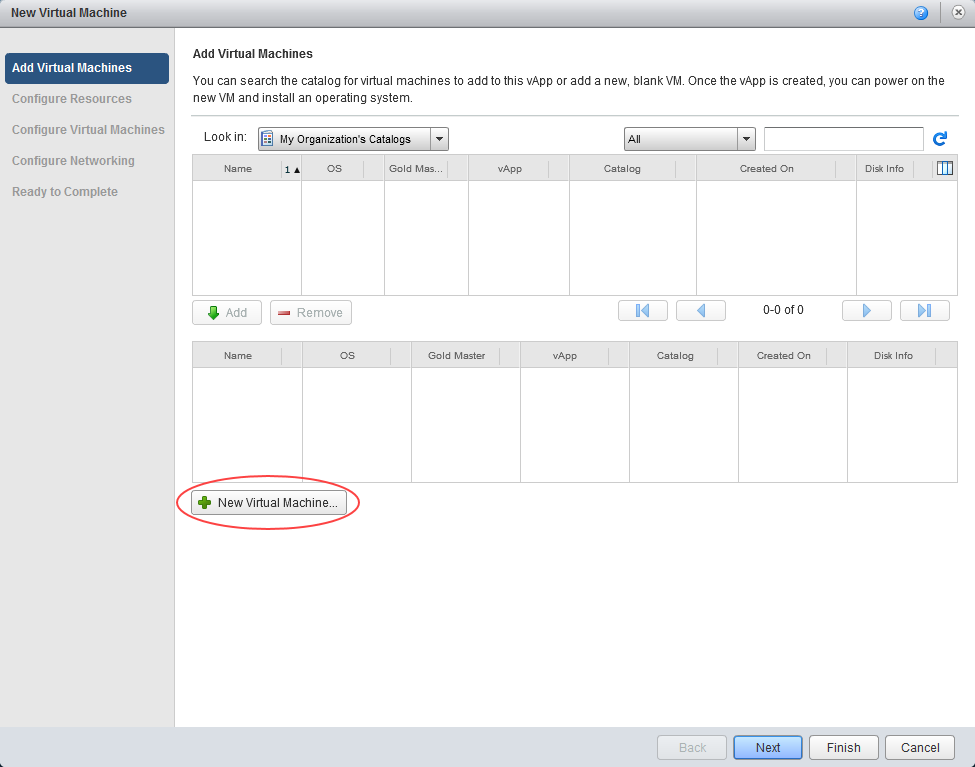 New Virtual Machine
Add Virtual Machines
Configure Resources
Configure Virtual Machines
Configure Networking
Ready to Complete
Add Virtual Machines
You can search the catalog for virtual machines to add to this vApp or add a new, blank VM. Once the vApp is created, you can power on the
new VM and install an operating system.
Look in: My Organization's Catalogs All
Name 1 ▲ OS Gold Mas... vApp Catalog Created On Disk Info
Add Remove 0-0 of 0
Name OS Gold Master vApp Catalog Created On Disk Info
New Virtual Machine...
Back Next Finish Cancel